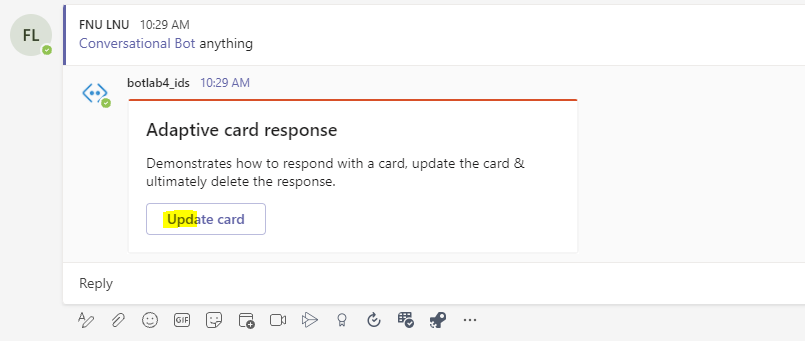 FL
FNU LNU 10:29 AM
Conversational Bot anything
botlab4_ids 10:29 AM
Adaptive card response
Demonstrates how to respond with a card, update the card &
ultimately delete the response.
Update card
Reply
GIF